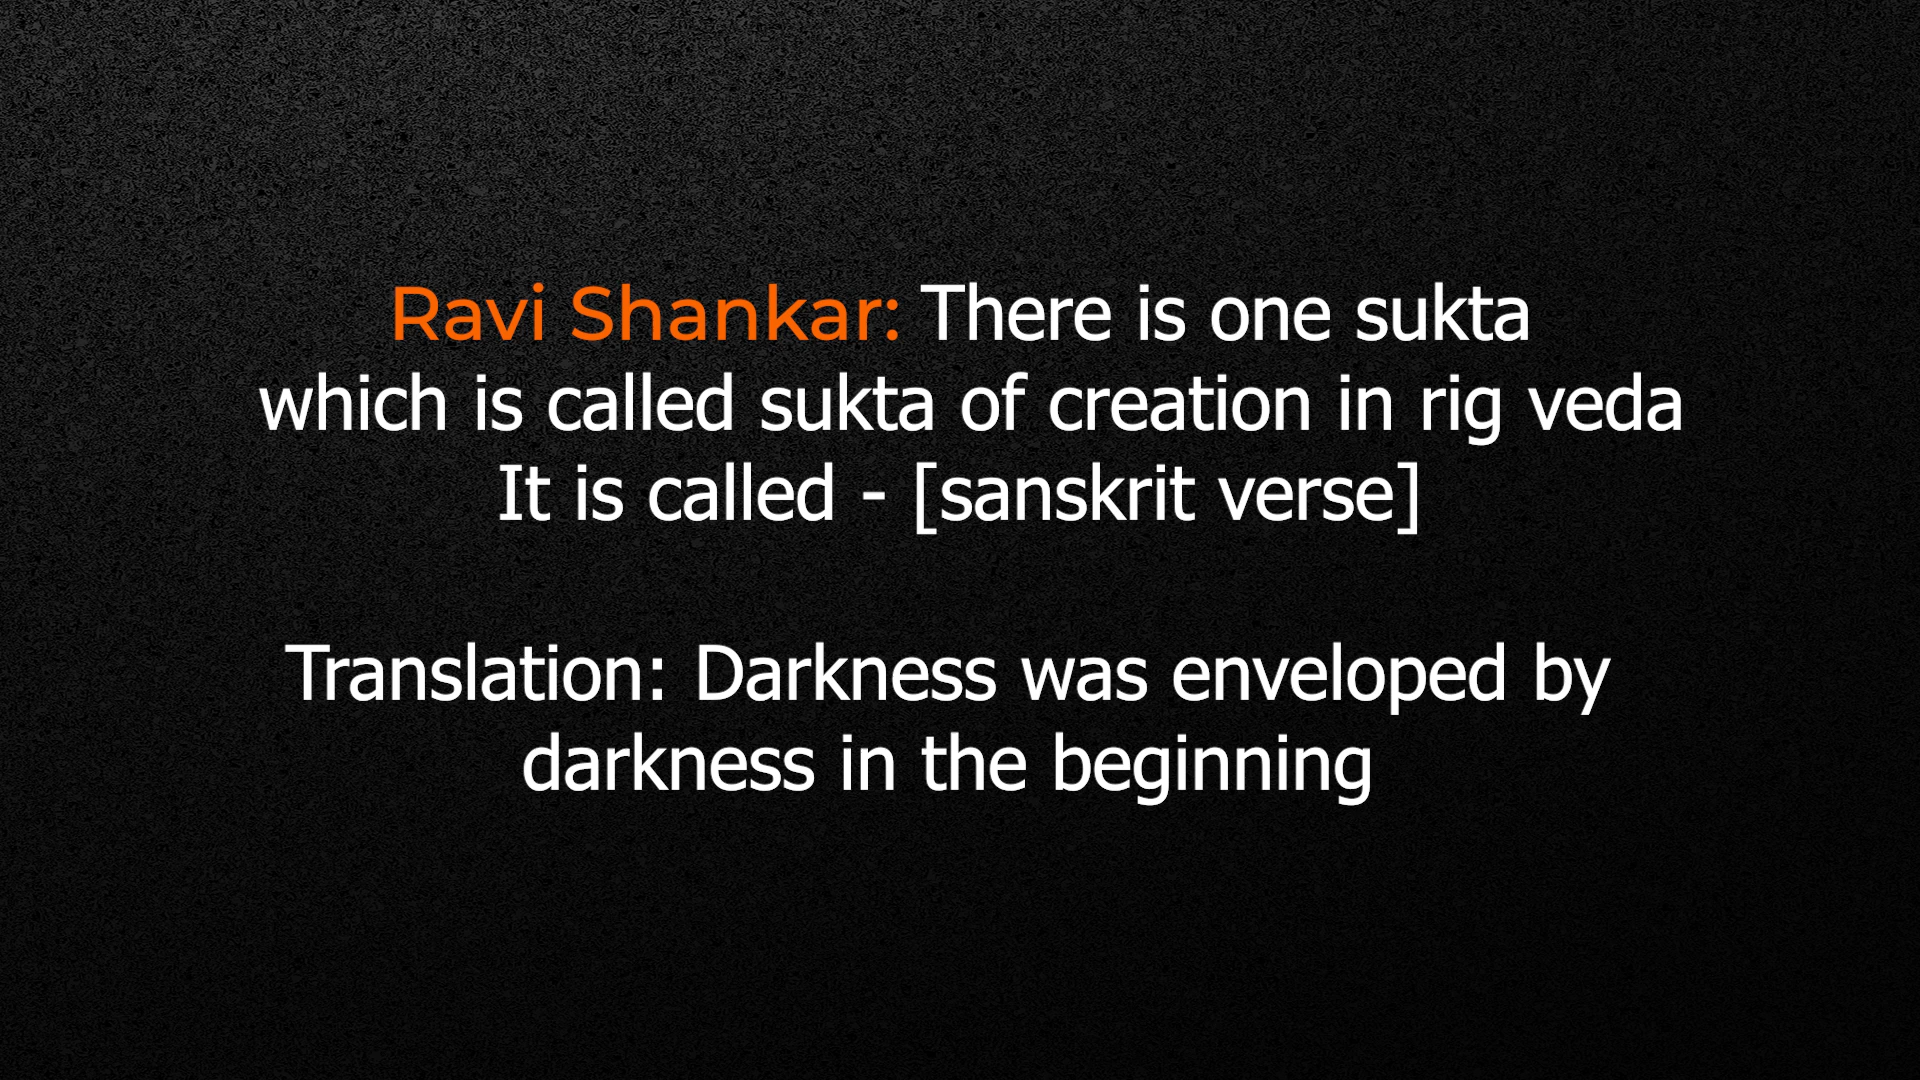 Ravi Shankar: There is one sukta
which is called sukta of creation in rig veda
It is called - [sanskrit verse]
Translation: Darkness was enveloped by
darkness in the beginning